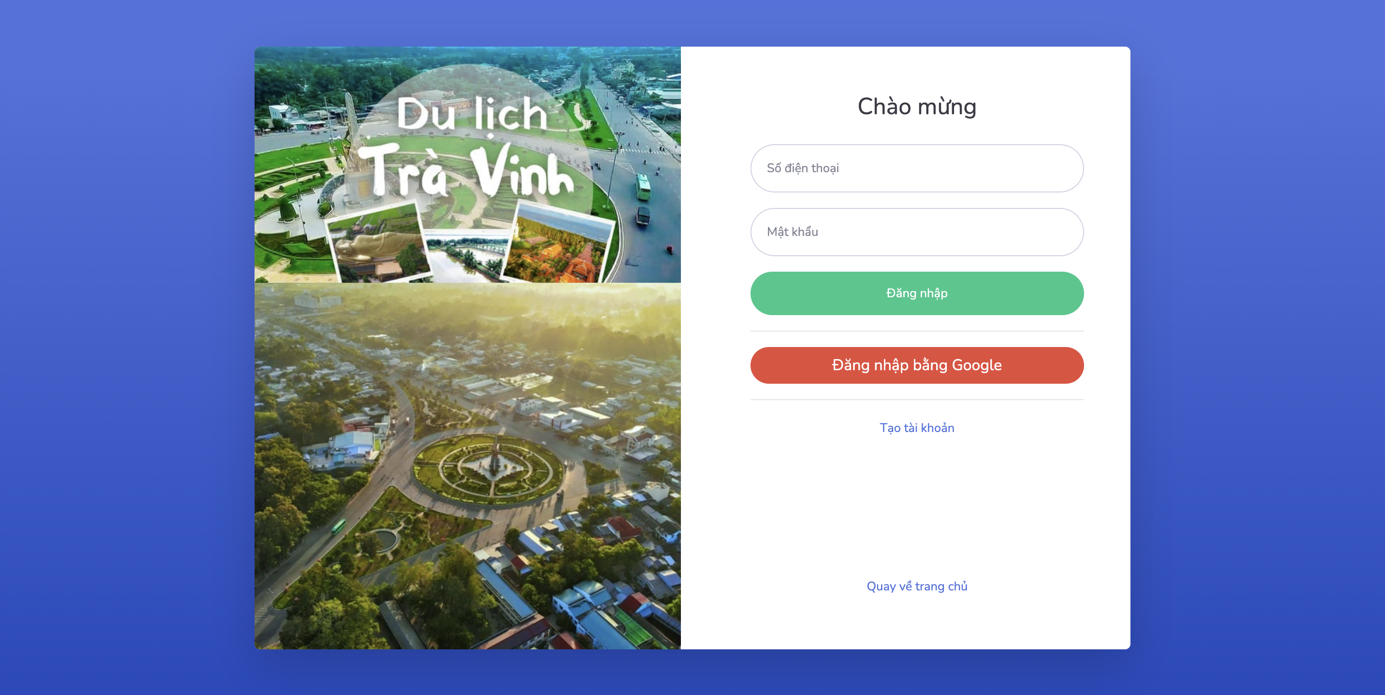 Du lịch
Trà Vinh
Chào mừng
Số điện thoại
Mật khẩu
Đăng nhập
Đăng nhập bằng Google
Tạo tài khoản
Quay về trang chủ